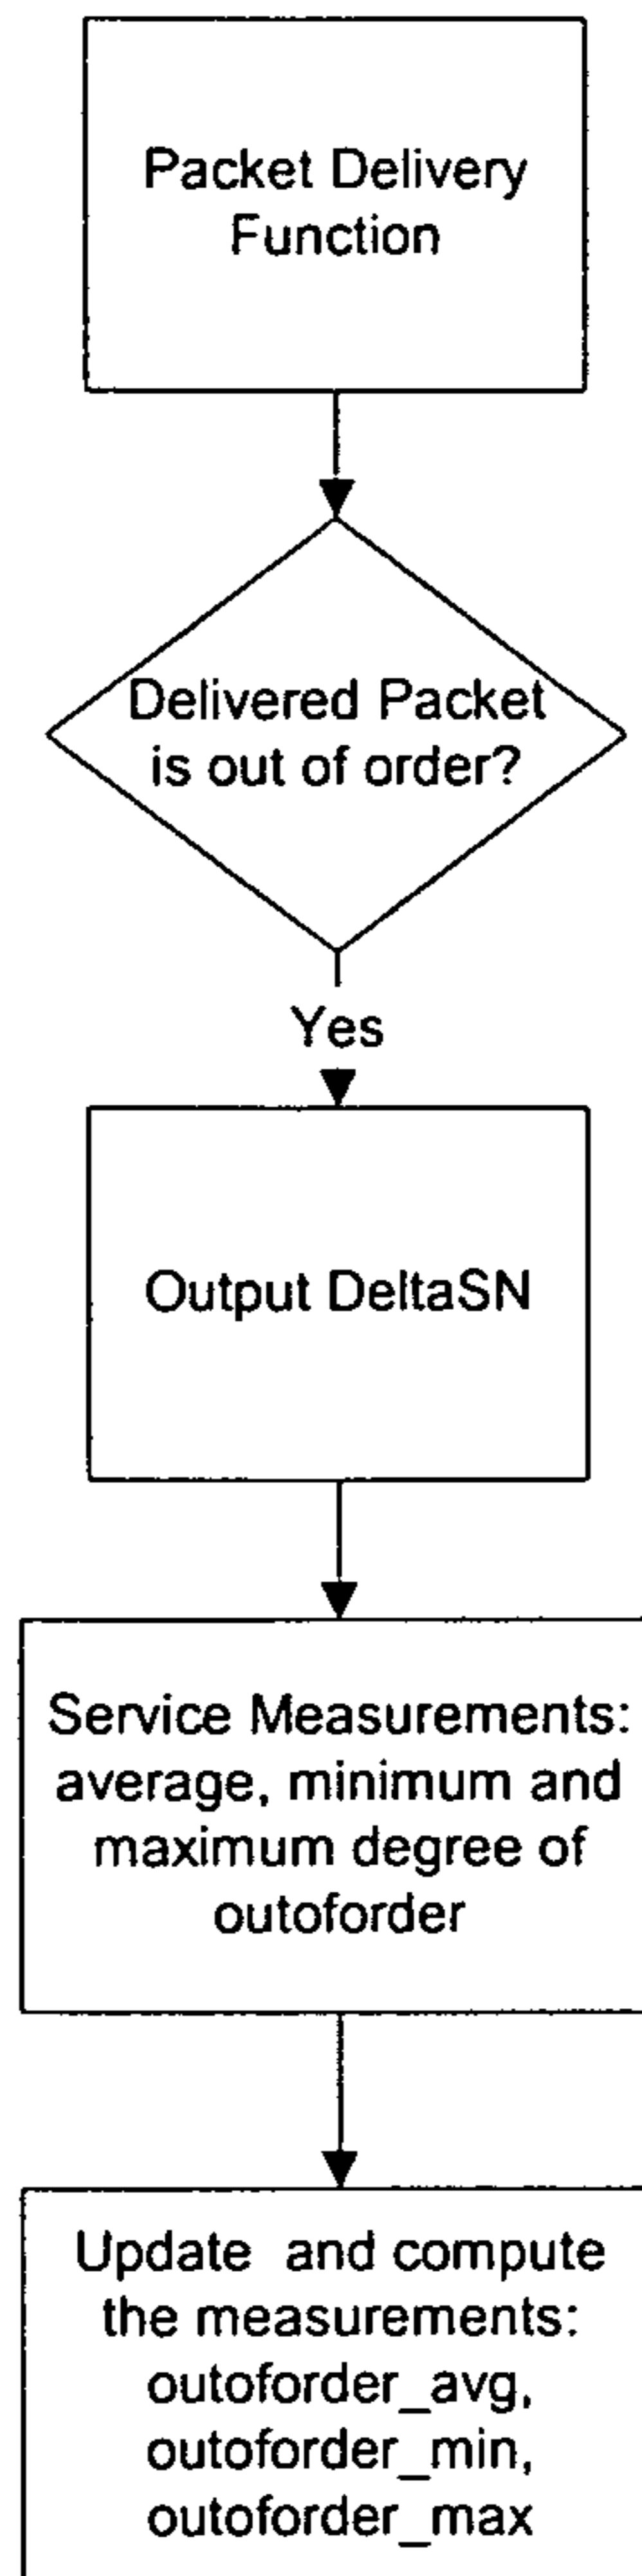 Packet Delivery
Function
Delivered Packet
is out of order?
Yes
Output DeltaSN
Service Measurements:
average, minimum and
maximum degree of
outoforder
Update and compute
the measurements:
outoforder_avg,
outoforder_min,
outoforder_max